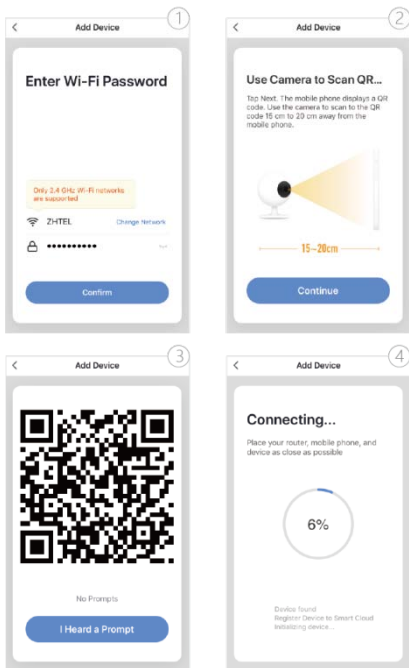 1
Add Device
Enter Wi-Fi Password
Only 2.4 GHz Wi-Fi networks
are supported
ZHTEL Change Network
••••••••••
Confirm
2
Add Device
Use Camera to Scan QR...
Tap Next. The mobile phone displays a QR
code. Use the camera to scan to the QR
code 15 cm to 20 cm away from the
mobile phone.
15~20cm
Continue
3
Add Device
No Prompts
I Heard a Prompt
4
Add Device
Connecting...
Place your router, mobile phone, and
device as close as possible
6%
Device found
Register Device to Smart Cloud
Initializing device...